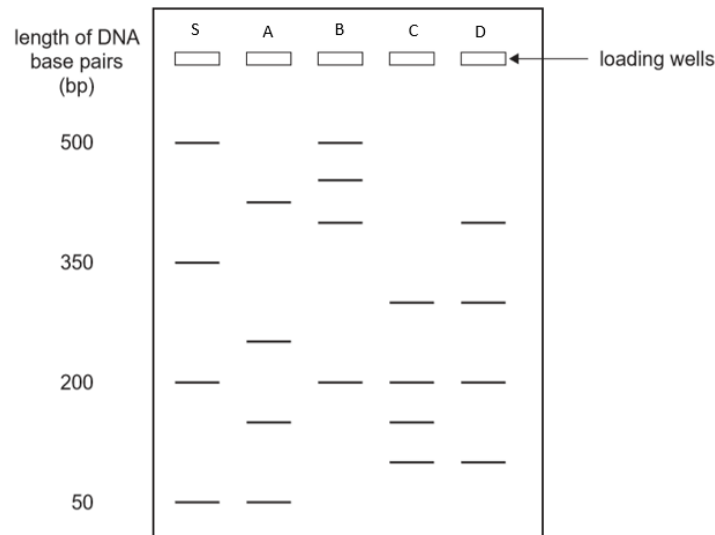 length of DNA
base pairs
(bp)
S A B C D
loading wells
500
350
200
50